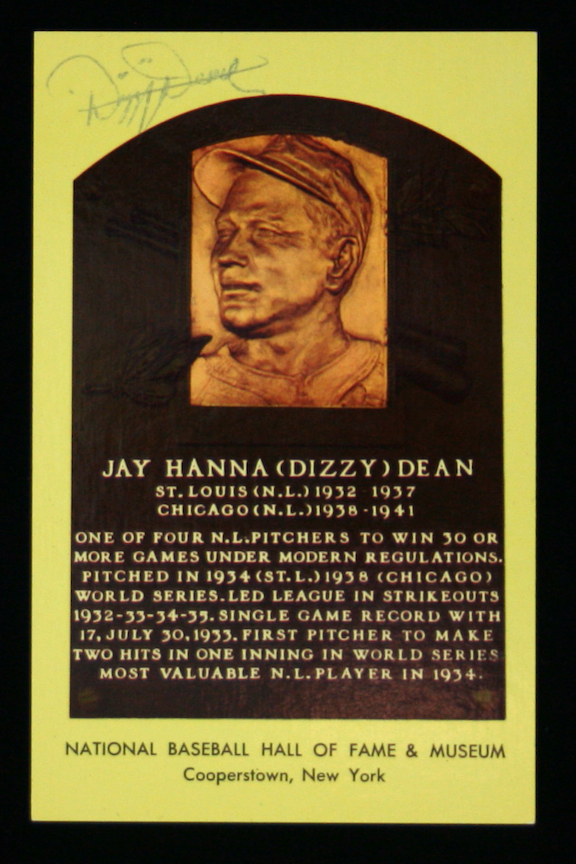 Dizzy Dean
JAY HANNA (DIZZY) DEAN
ST. LOUIS (N.L.) 1932 1937
CHICAGO (N.L.) 1938-1941
ONE OF FOUR N.L. PITCHERS TO WIN 30 OR
MORE GAMES UNDER MODERN REGULATIONS.
PITCHED IN 1934 (ST.L.) 1938 (CHICAGO)
WORLD SERIES. LED LEAGUE IN STRIKEOUTS
1932-33-34-35. SINGLE GAME RECORD WITH
17, JULY 30, 1933. FIRST PITCHER TO MAKE
TWO HITS IN ONE INNING IN WORLD SERIES
MOST VALUABLE N.L. PLAYER IN 1934.
NATIONAL BASEBALL HALL OF FAME & MUSEUM
Cooperstown, New York